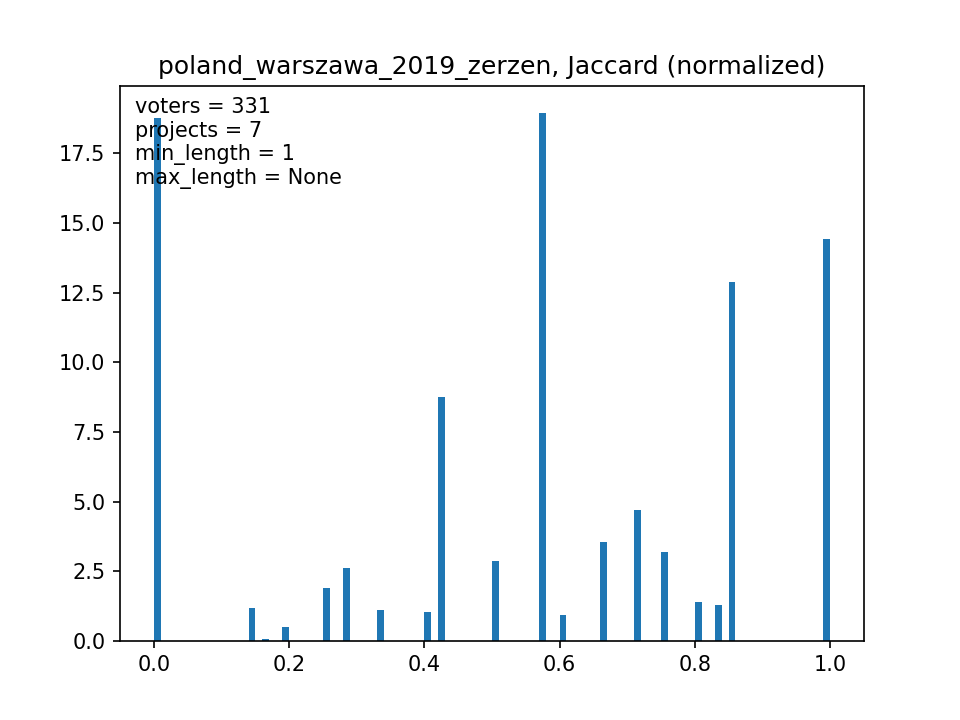 poland_warszawa_2019_zerzen, Jaccard (normalized)
voters = 331
projects = 7
min_length = 1
max_length = None
17.5
15.0
12.5
10.0
7.5
5.0
2.5
0.0
0.0 0.2 0.4 0.6 0.8 1.0